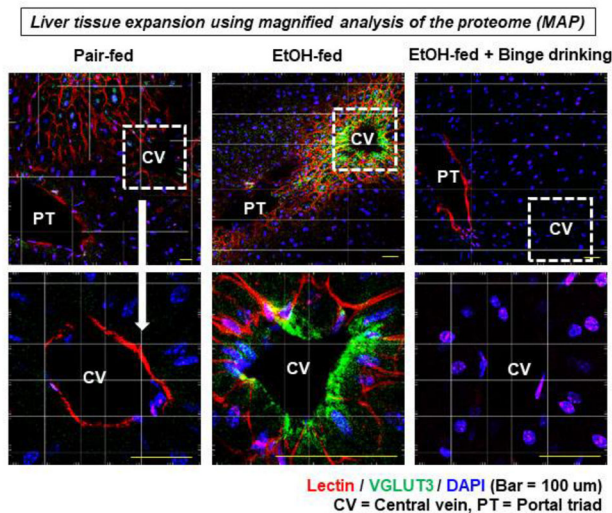 Liver tissue expansion using magnified analysis of the proteome (MAP)
Pair-fed EtOH-fed EtOH-fed + Binge drinking
CV CV
PT PT PT CV
CV CV CV
Lectin / VGLUT3 / DAPI (Bar = 100 um)
CV = Central vein, PT = Portal triad